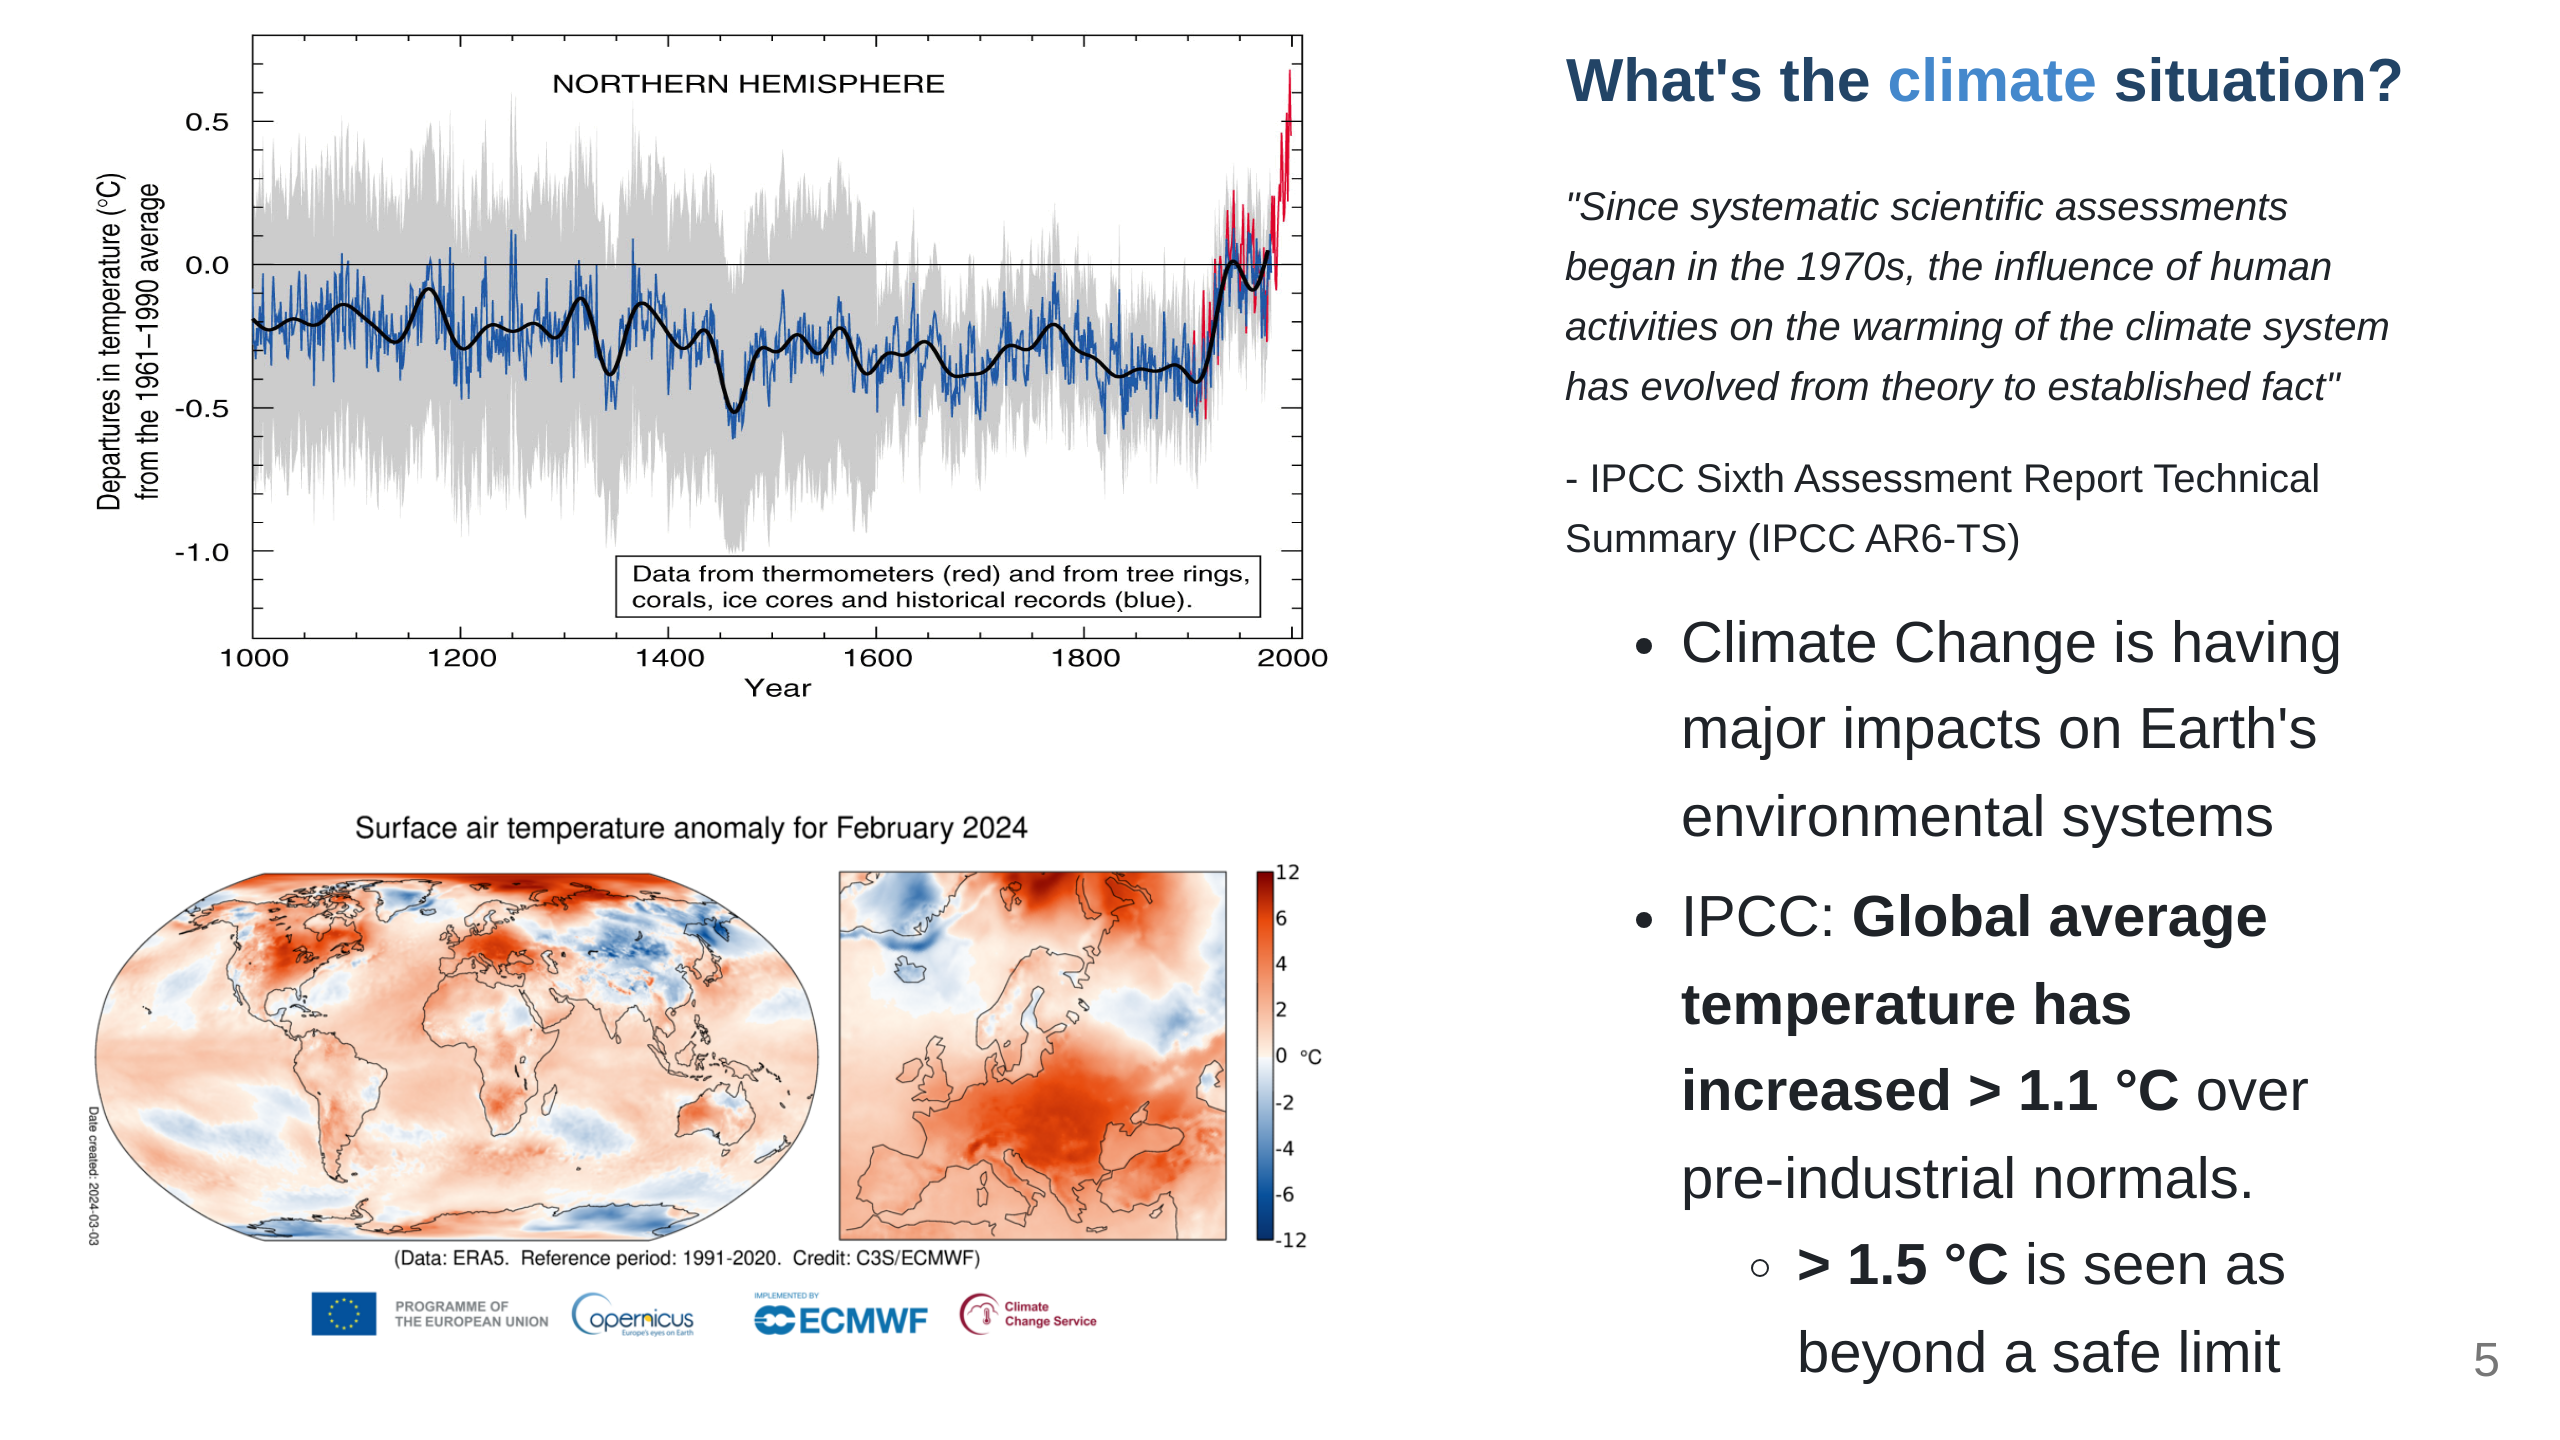 NORTHERN HEMISPHERE
0.5
0.0
-0.5
-1.0
Departures in temperature (°C)
from the 1961–1990 average
Data from thermometers (red) and from tree rings,
corals, ice cores and historical records (blue).
1000 1200 1400 1600 1800 2000
Year
Surface air temperature anomaly for February 2024
12
6
4
2
0 °C
-2
-4
-6
-12
Date created: 2024-03-03
(Data: ERA5. Reference period: 1991-2020. Credit: C3S/ECMWF)
PROGRAMME OF
THE EUROPEAN UNION
opernicus
Europe's eyes on Earth
IMPLEMENTED BY
ECMWF
Climate
Change Service
What's the climate situation?
"Since systematic scientific assessments
began in the 1970s, the influence of human
activities on the warming of the climate system
has evolved from theory to established fact"
- IPCC Sixth Assessment Report Technical
Summary (IPCC AR6-TS)
• Climate Change is having
major impacts on Earth's
environmental systems
• IPCC: Global average
temperature has
increased > 1.1 °C over
pre-industrial normals.
◦ > 1.5 °C is seen as
beyond a safe limit
5